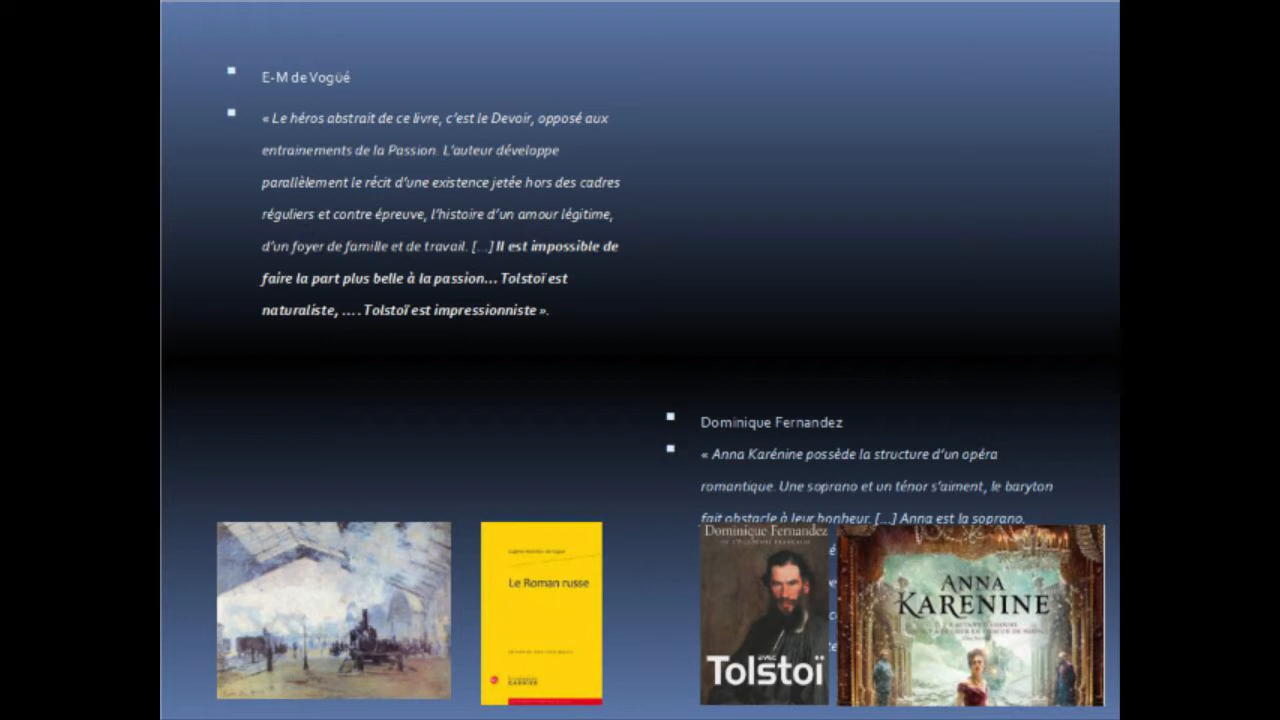 E-M de Vogüé
« Le héros abstrait de ce livre, c'est le Devoir, opposé aux
entrainements de la Passion. L'auteur développe
parallèlement le récit d'une existence jetée hors des cadres
réguliers et contre épreuve, l'histoire d'un amour légitime,
d'un foyer de famille et de travail. [...] Il est impossible de
faire la part plus belle à la passion... Tolstoï est
naturaliste, .... Tolstoï est impressionniste ».
Dominique Fernandez
« Anna Karénine possède la structure d'un opéra
romantique. Une soprano et un ténor s'aiment, le baryton
fait obstacle à leur bonheur. [...] Anna est la soprano,
Le Roman russe
GARNIER
Dominique Fernandez
DE L'ACADÉMIE FRANÇAISE
AVEC
Tolstoï
ANNA
KARENINE